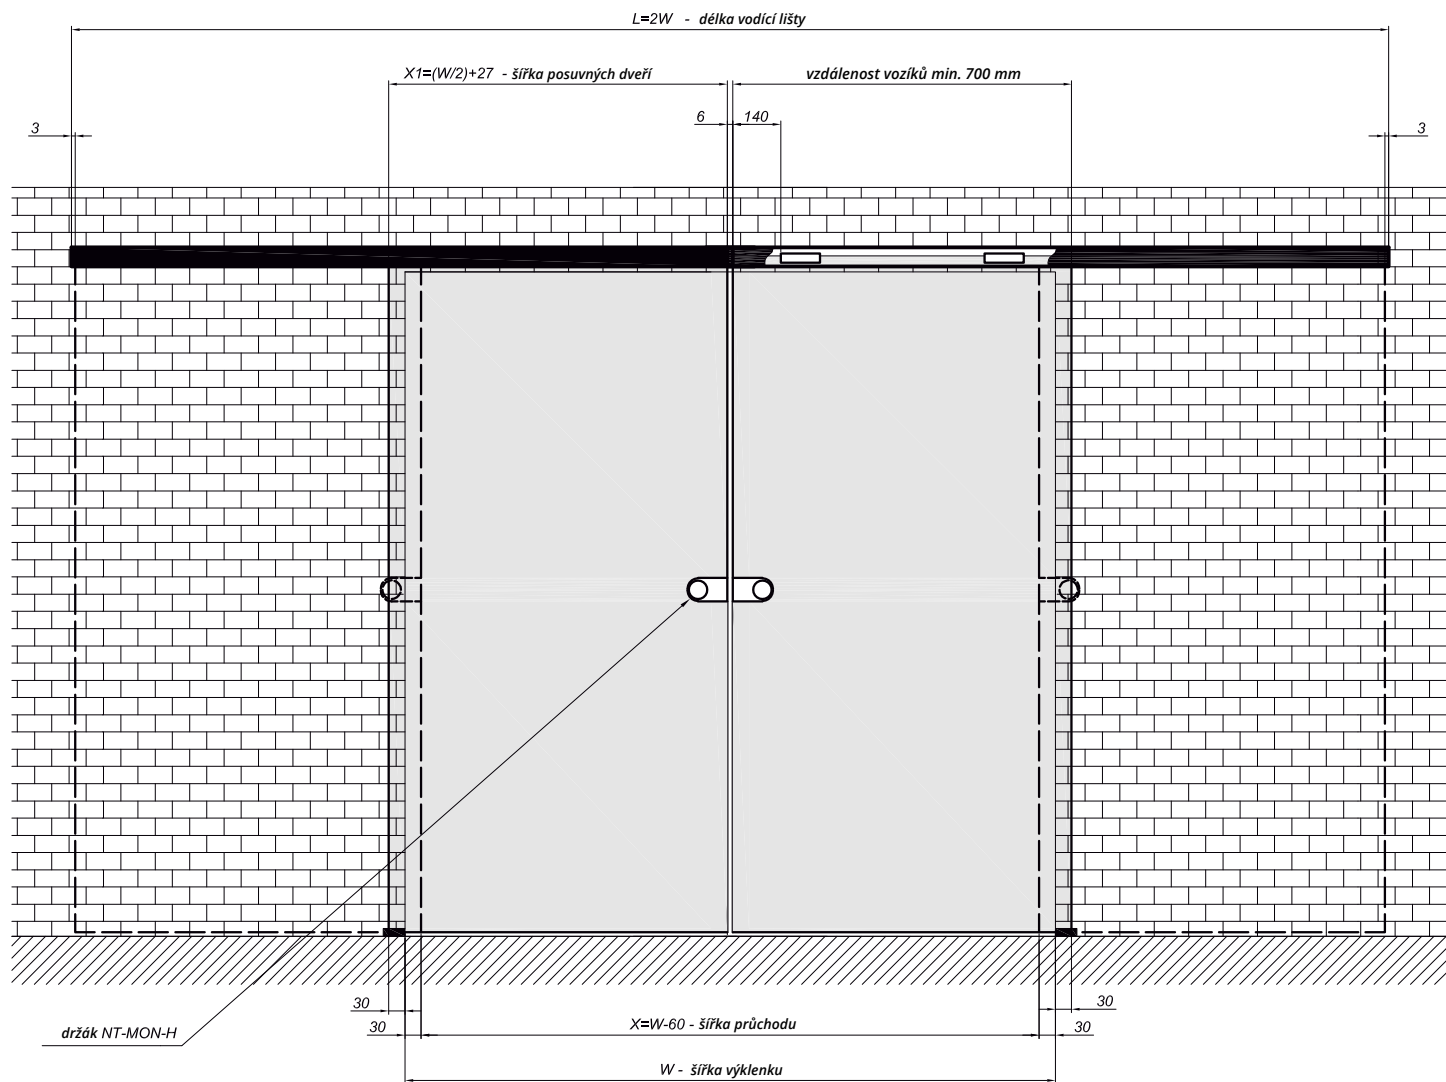 L=2W - délka vodící lišty
X1=(W/2)+27 - šířka posuvných dveří
vzdálenost vozíků min. 700 mm
6
140
3
3
30
30
30
X=W-60 - šířka průchodu
30
držák NT-MON-H
W - šířka výklenku